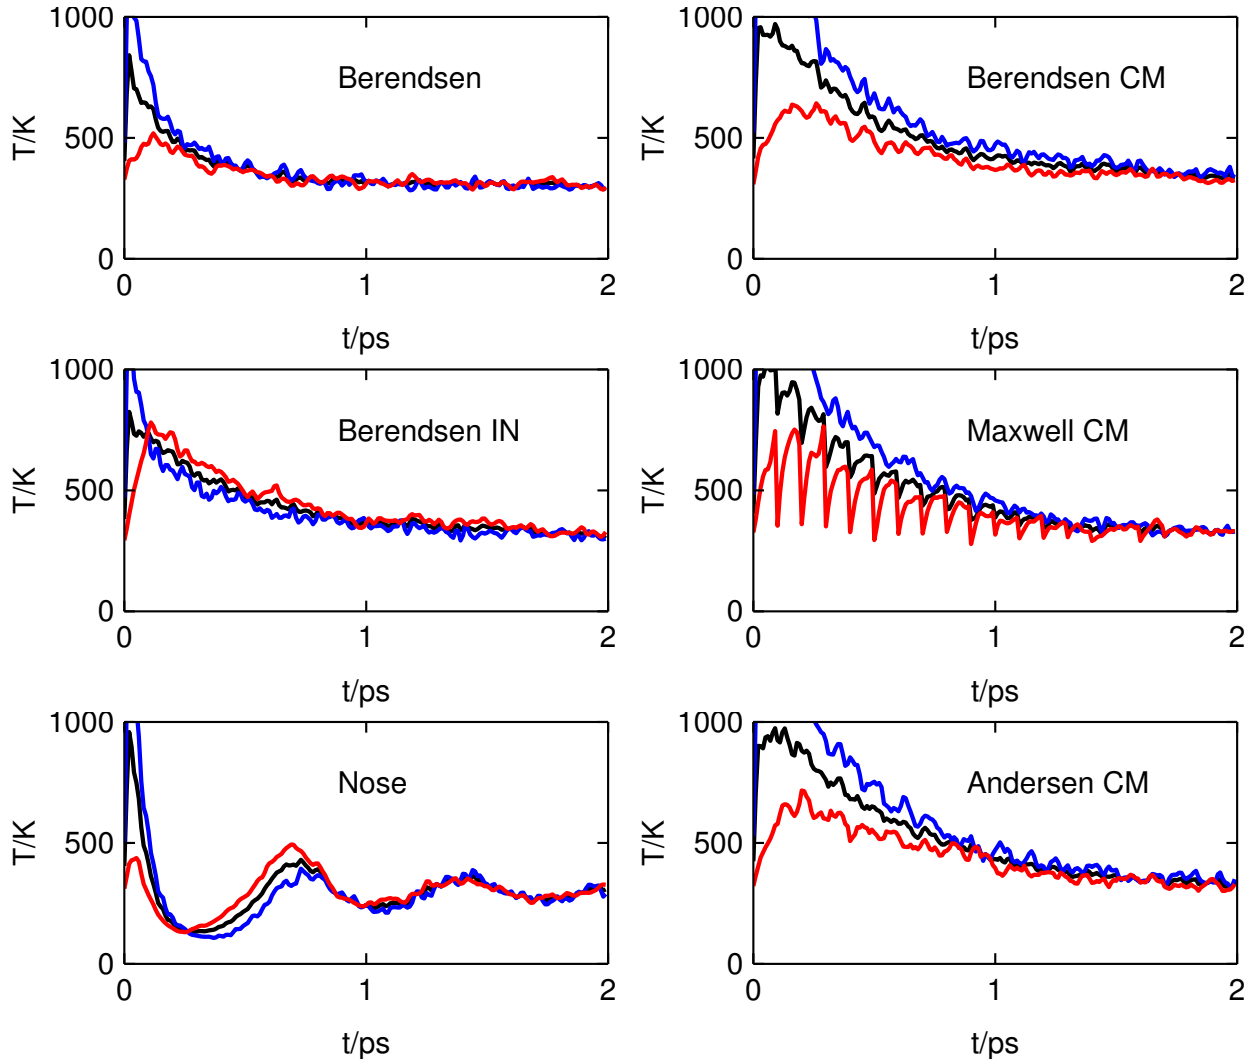 1000
500
0
T/K
Berendsen
0 1 2
t/ps
1000
500
0
T/K
Berendsen CM
0 1 2
t/ps
1000
500
0
T/K
Berendsen IN
0 1 2
t/ps
1000
500
0
T/K
Maxwell CM
0 1 2
t/ps
1000
500
0
T/K
Nose
0 1 2
t/ps
1000
500
0
T/K
Andersen CM
0 1 2
t/ps